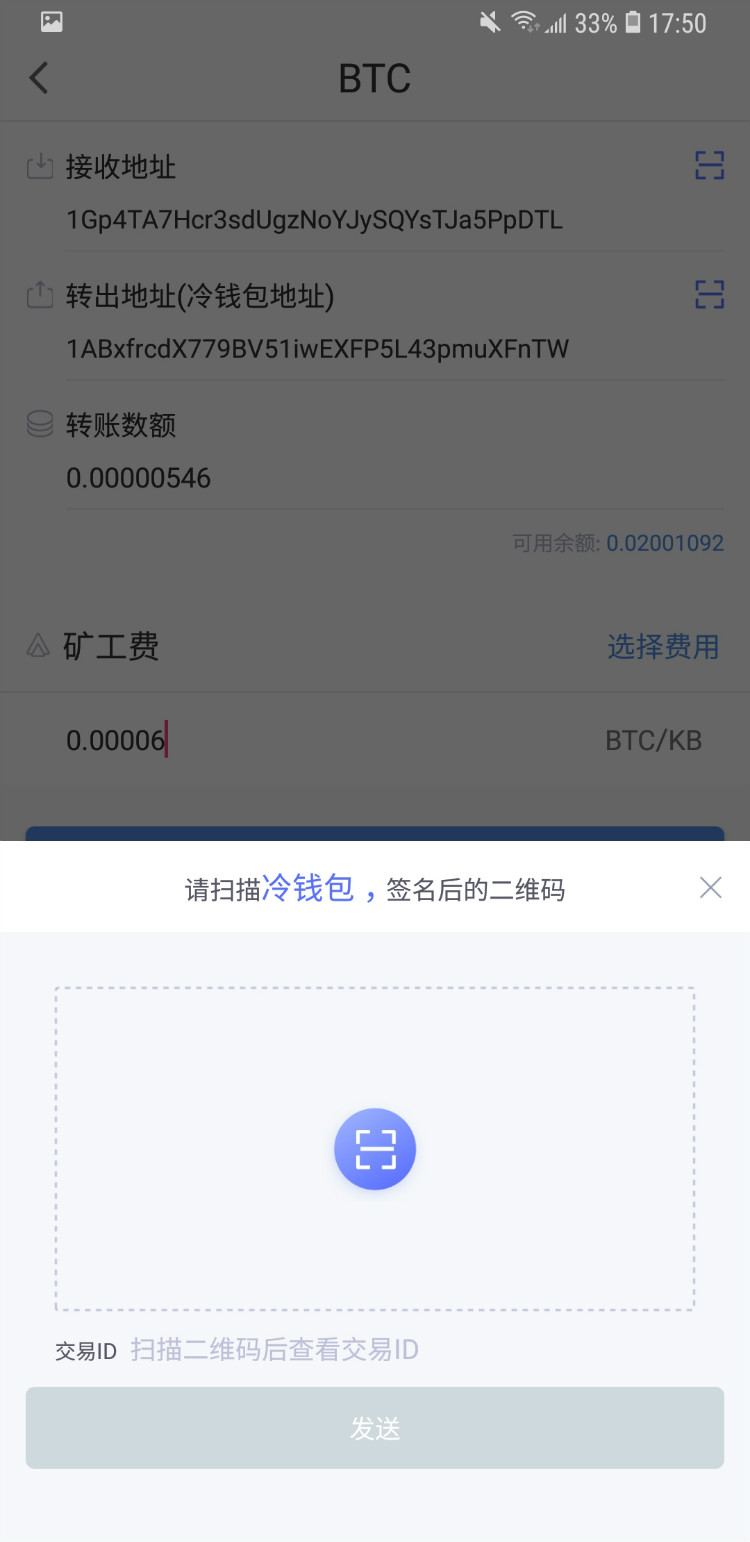 33% 17:50
BTC
接收地址
1Gp4TA7Hcr3sdUgzNoYJySQYsTJa5PpDTL
转出地址(冷钱包地址)
1ABxfrcdX779BV51iwEXFP5L43pmuXFnTW
转账数额
0.00000546
可用余额: 0.02001092
矿工费 选择费用
0.00006 BTC/KB
请扫描冷钱包，签名后的二维码
交易ID 扫描二维码后查看交易ID
发送